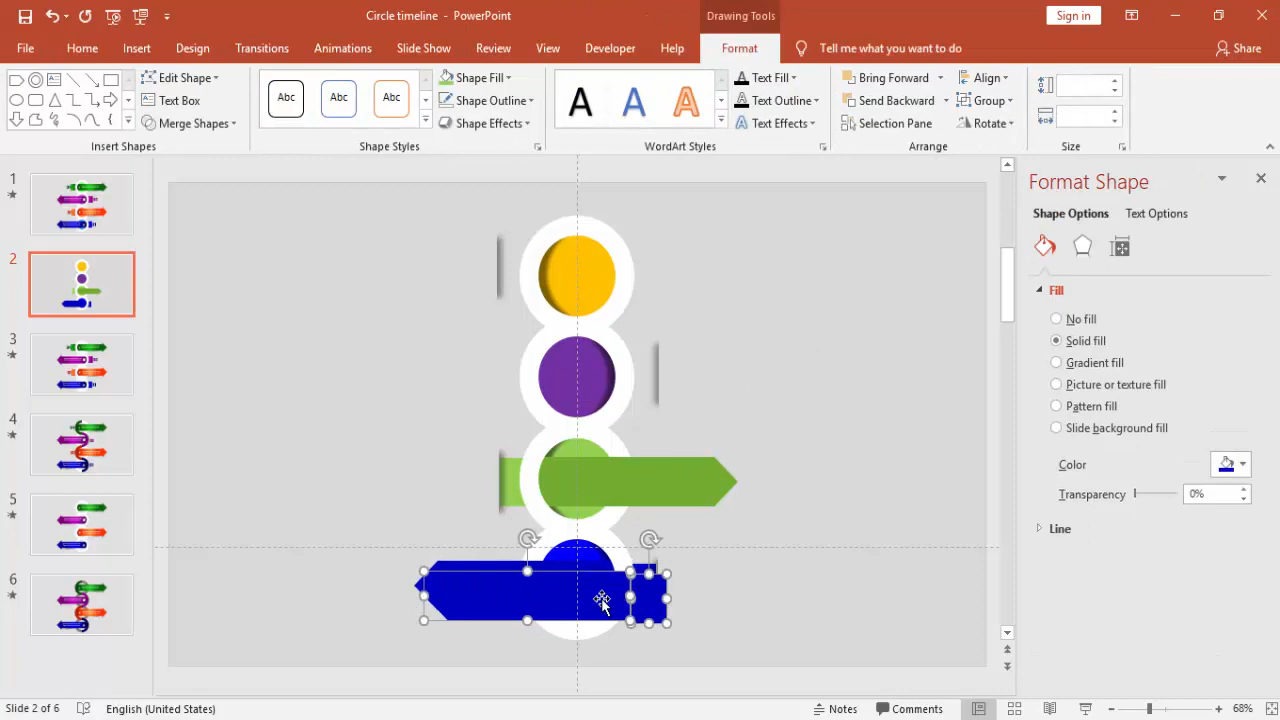 Circle timeline - PowerPoint
Drawing Tools
Sign in
File
Home
Insert
Design
Transitions
Animations
Slide Show
Review
View
Developer
Help
Format
Tell me what you want to do
Share
Edit Shape
Text Box
Merge Shapes
Insert Shapes
Abc
Abc
Abc
Shape Fill
Shape Outline
Shape Effects
Shape Styles
A
A
A
Text Fill
Text Outline
Text Effects
WordArt Styles
Bring Forward
Send Backward
Selection Pane
Align
Group
Rotate
Arrange
Size
1
2
3
4
5
6
Format Shape
Shape Options
Text Options
Fill
No fill
Solid fill
Gradient fill
Picture or texture fill
Pattern fill
Slide background fill
Color
Transparency
0%
Line
Slide 2 of 6
English (United States)
Notes
Comments
68%